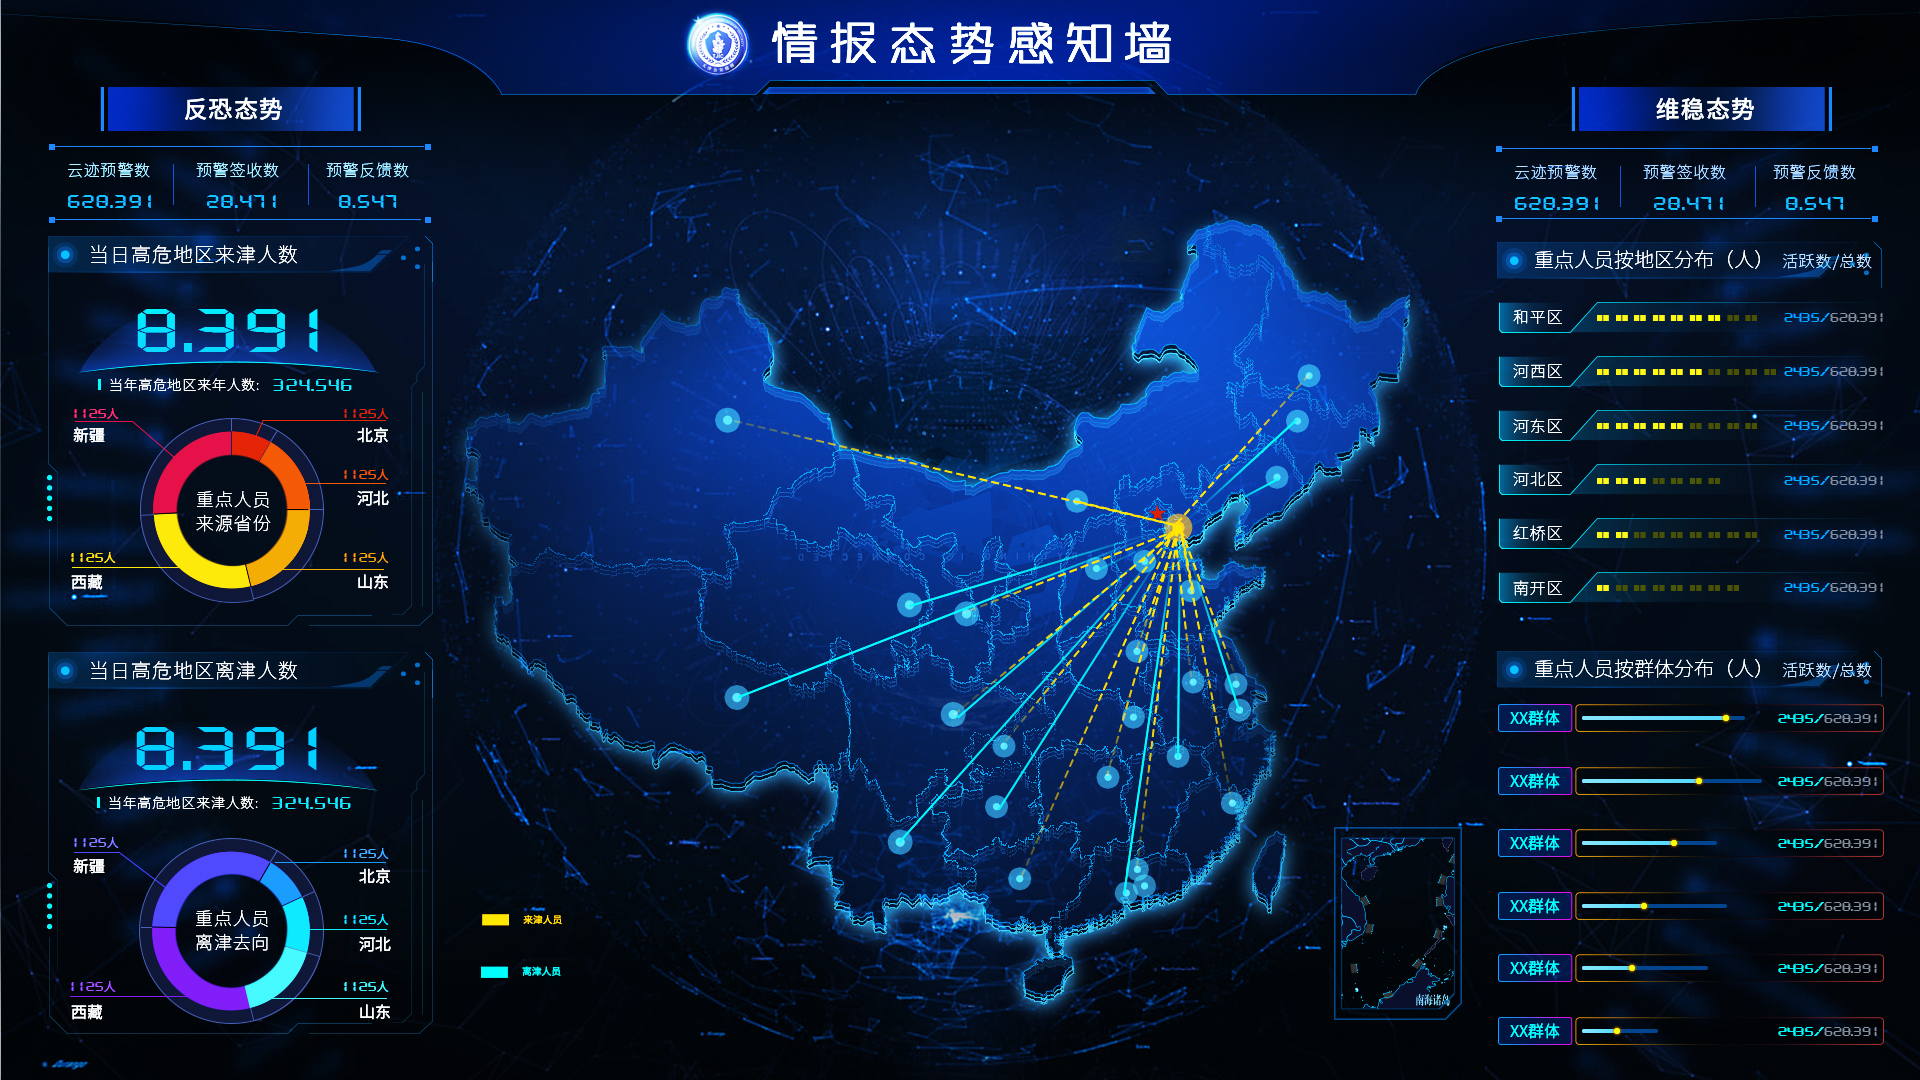 情报态势感知墙
反恐态势
云迹预警数 预警签收数 预警反馈数
628.391 28.471 8.547
当日高危地区来津人数
8.391
当年高危地区来年人数: 324.546
1125人
新疆
1125人
北京
1125人
河北
重点人员
来源省份
1125人
西藏
1125人
山东
当日高危地区离津人数
8.391
当年高危地区来津人数: 324.546
1125人
新疆
1125人
北京
1125人
河北
重点人员
离津去向
1125人
西藏
1125人
山东
来津人员
离津人员
南海诸岛
维稳态势
云迹预警数 预警签收数 预警反馈数
628.391 28.471 8.547
重点人员按地区分布（人） 活跃数/总数
和平区 2435/628.391
河西区 2435/628.391
河东区 2435/628.391
河北区 2435/628.391
红桥区 2435/628.391
南开区 2435/628.391
重点人员按群体分布（人） 活跃数/总数
XX群体 2435/628.391
XX群体 2435/628.391
XX群体 2435/628.391
XX群体 2435/628.391
XX群体 2435/628.391
XX群体 2435/628.391